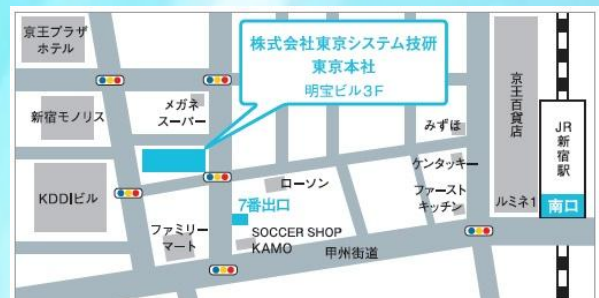 京王プラザ
ホテル
株式会社東京システム技研
東京本社
明宝ビル3F
新宿モノリス
メガネ
スーパー
みずほ
京王百貨店
JR新宿駅
KDDIビル
ケンタッキー
ローソン
ファースト
キッチン
ルミネ1
南口
7番出口
ファミリー
マート
SOCCER SHOP
KAMO
甲州街道